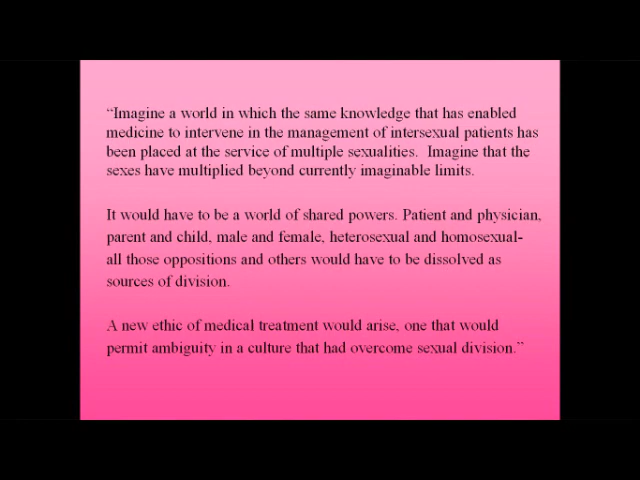 “Imagine a world in which the same knowledge that has enabled
medicine to intervene in the management of intersexual patients has
been placed at the service of multiple sexualities.  Imagine that the
sexes have multiplied beyond currently imaginable limits.
It would have to be a world of shared powers. Patient and physician,
parent and child, male and female, heterosexual and homosexual-
all those oppositions and others would have to be dissolved as
sources of division.
A new ethic of medical treatment would arise, one that would
permit ambiguity in a culture that had overcome sexual division.”